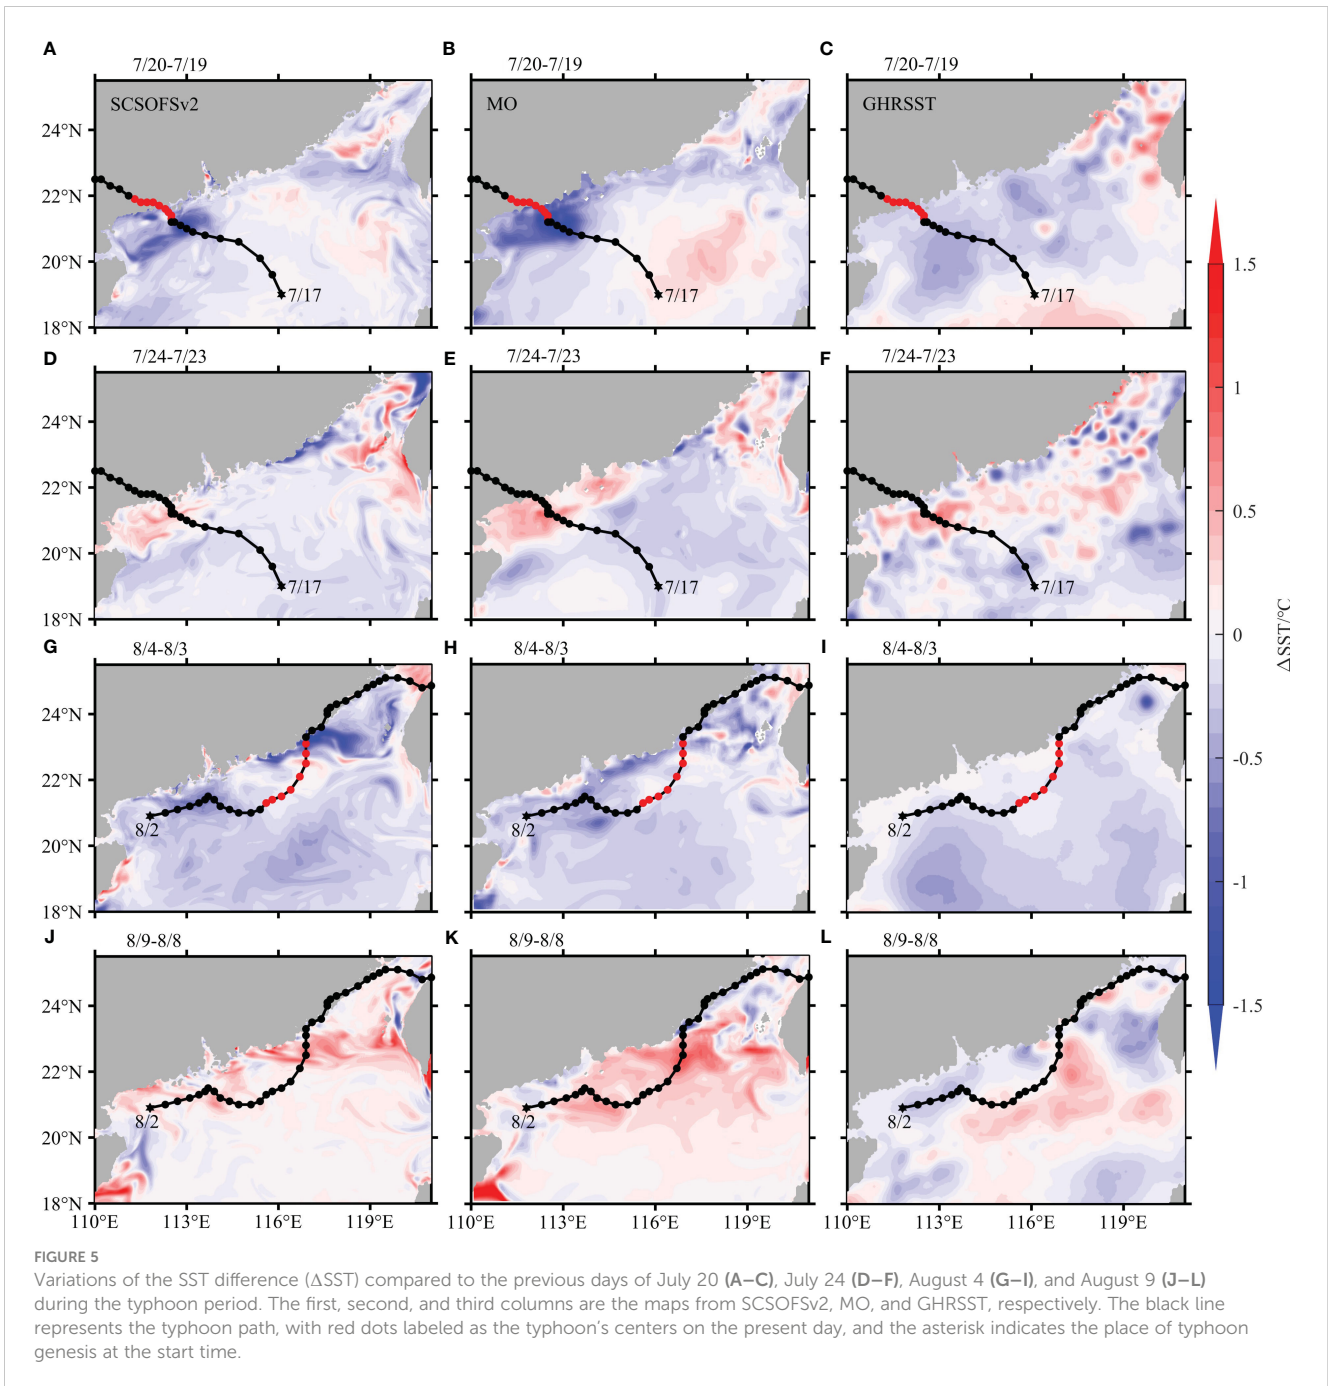 A
B
C
7/20-7/19
7/20-7/19
7/20-7/19
SCSOFSv2
MO
GHRSST
24°N
22°N
20°N
18°N
7/17
7/17
7/17
D
E
F
7/24-7/23
7/24-7/23
7/24-7/23
24°N
22°N
20°N
18°N
7/17
7/17
7/17
G
H
I
8/4-8/3
8/4-8/3
8/4-8/3
24°N
22°N
20°N
18°N
8/2
8/2
8/2
J
K
L
8/9-8/8
8/9-8/8
8/9-8/8
24°N
22°N
20°N
18°N
8/2
8/2
8/2
110°E 113°E 116°E 119°E
110°E 113°E 116°E 119°E
110°E 113°E 116°E 119°E
1.5
1
0.5
0
-0.5
-1
-1.5
ΔSST/°C
FIGURE 5
Variations of the SST difference (ΔSST) compared to the previous days of July 20 (A–C), July 24 (D–F), August 4 (G–I), and August 9 (J–L)
during the typhoon period. The first, second, and third columns are the maps from SCSOFSv2, MO, and GHRSST, respectively. The black line
represents the typhoon path, with red dots labeled as the typhoon's centers on the present day, and the asterisk indicates the place of typhoon
genesis at the start time.